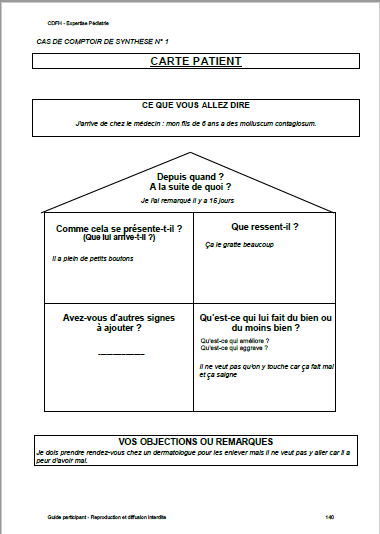 CDFH - Expertise Pédiatrie
CAS DE COMPTOIR DE SYNTHESE N° 1
CARTE PATIENT
CE QUE VOUS ALLEZ DIRE
J'arrive de chez le médecin : mon fils de 6 ans a des molluscum contagiosum.
Depuis quand ?
A la suite de quoi ?
Je l'ai remarqué il y a 15 jours
Comme cela se présente-t-il ?
(Que lui arrive-t-il ?)
Il a plein de petits boutons
Que ressent-il ?
Ça le gratte beaucoup
Avez-vous d'autres signes
à ajouter ?
Qu'est-ce qui lui fait du bien ou
du moins bien ?
Qu'est-ce qui améliore ?
Qu'est-ce qui aggrave ?
Il ne veut pas qu'on y touche car ça fait mal
et ça saigne
VOS OBJECTIONS OU REMARQUES
Je dois prendre rendez-vous chez un dermatologue pour les enlever mais il ne veut pas y aller car il a
peur d'avoir mal.
Guide participant - Reproduction et diffusion interdite
140